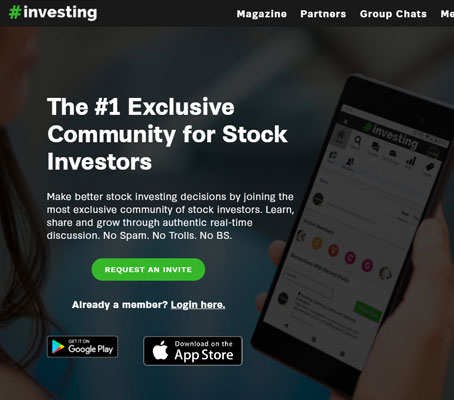 #investing
Magazine Partners Group Chats
The #1 Exclusive
Community for Stock
Investors
Make better stock investing decisions by joining the
most exclusive community of stock investors. Learn,
share and grow through authentic real-time
discussion. No Spam. No Trolls. No BS.
REQUEST AN INVITE
Already a member? Login here.
GET IT ON
Google Play
Download on the
App Store
#investing